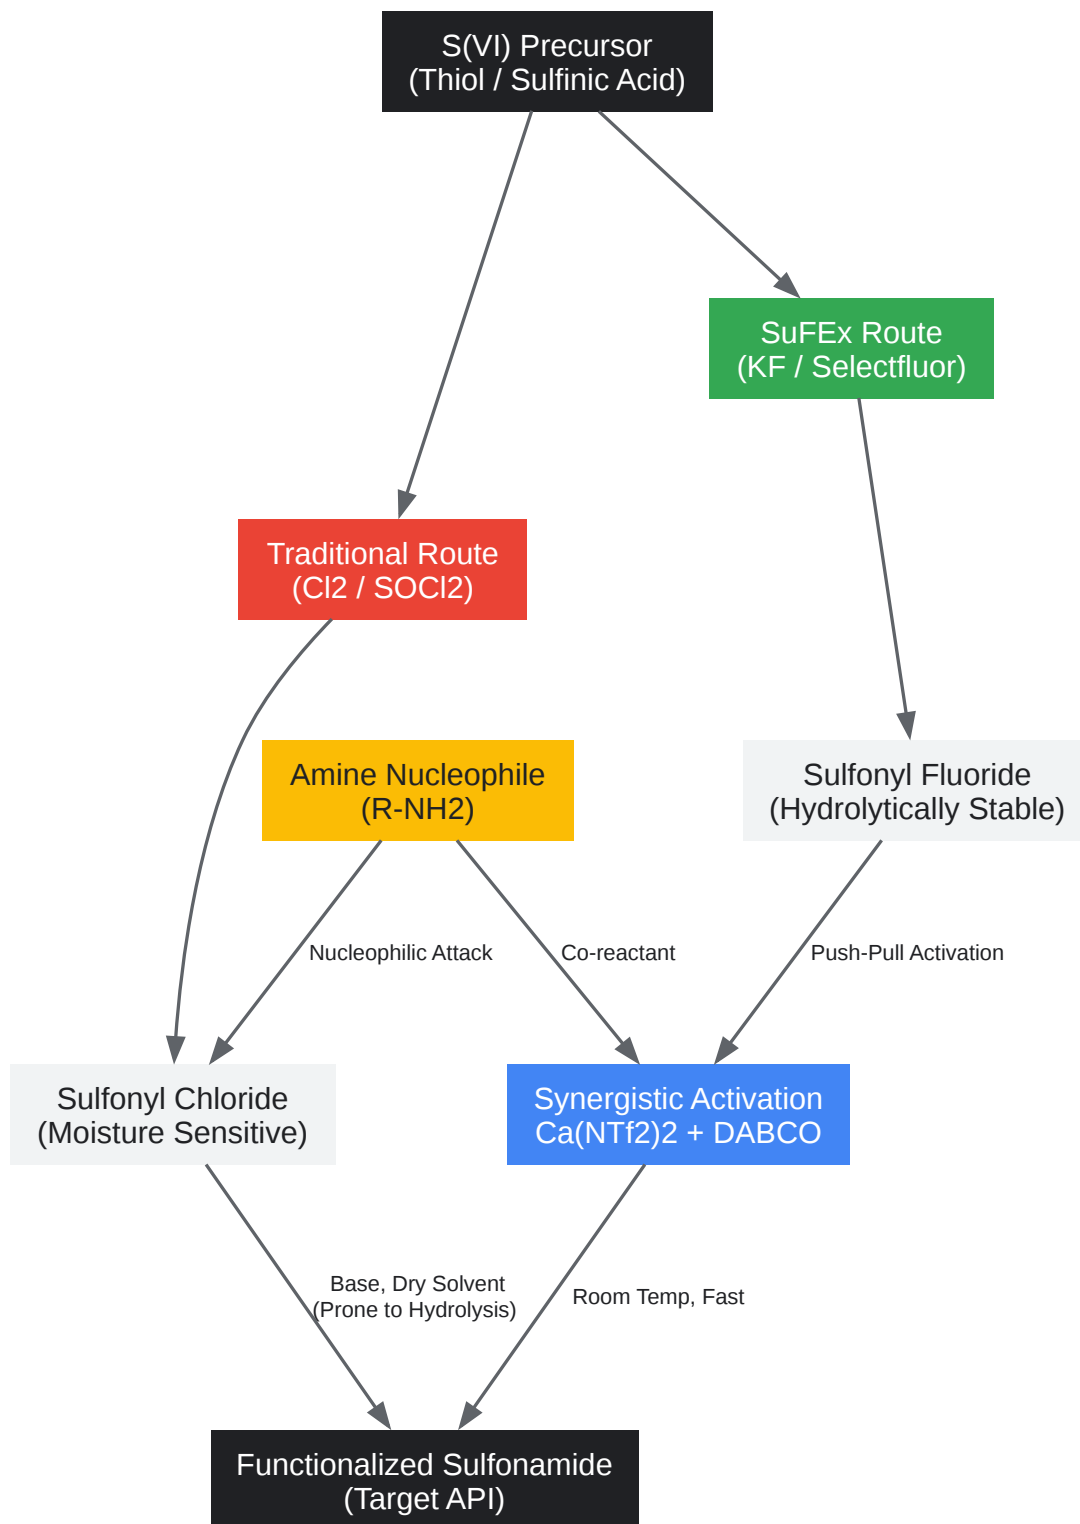 S(VI) Precursor
(Thiol / Sulfinic Acid)
SuFEx Route
(KF / Selectfluor)
Traditional Route
(Cl2 / SOCl2)
Amine Nucleophile
(R-NH2)
Sulfonyl Fluoride
(Hydrolytically Stable)
Nucleophilic Attack
Co-reactant
Push-Pull Activation
Sulfonyl Chloride
(Moisture Sensitive)
Synergistic Activation
Ca(NTf2)2 + DABCO
Base, Dry Solvent
(Prone to Hydrolysis)
Room Temp, Fast
Functionalized Sulfonamide
(Target API)